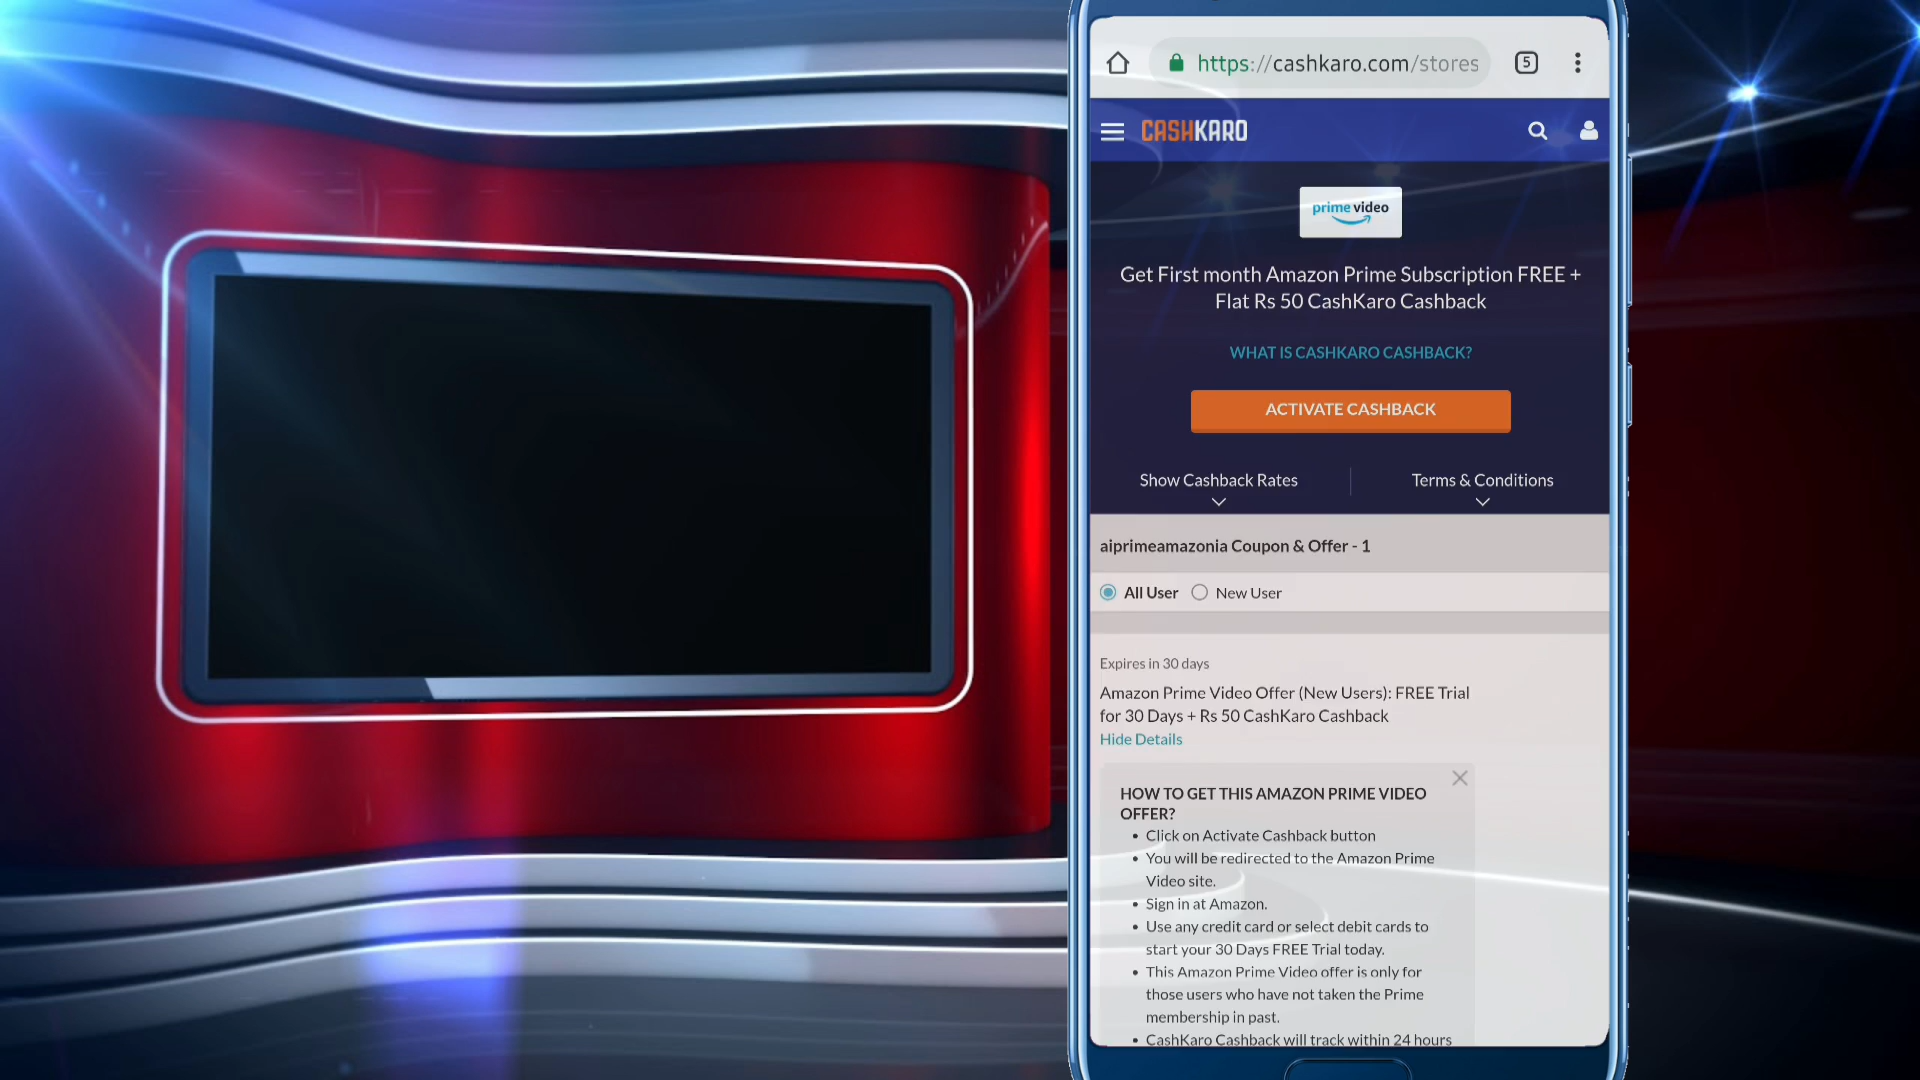 https://cashkaro.com/stores
5
CASHKARO
prime video
Get First month Amazon Prime Subscription FREE +
Flat Rs 50 CashKaro Cashback
WHAT IS CASHKARO CASHBACK?
ACTIVATE CASHBACK
Show Cashback Rates
Terms & Conditions
aiprimeamazonia Coupon & Offer - 1
All User
New User
Expires in 30 days
Amazon Prime Video Offer (New Users): FREE Trial
for 30 Days + Rs 50 CashKaro Cashback
Hide Details
HOW TO GET THIS AMAZON PRIME VIDEO
OFFER?
• Click on Activate Cashback button
• You will be redirected to the Amazon Prime
Video site.
• Sign in at Amazon.
• Use any credit card or select debit cards to
start your 30 Days FREE Trial today.
• This Amazon Prime Video offer is only for
those users who have not taken the Prime
membership in past.
• CashKaro Cashback will track within 24 hours